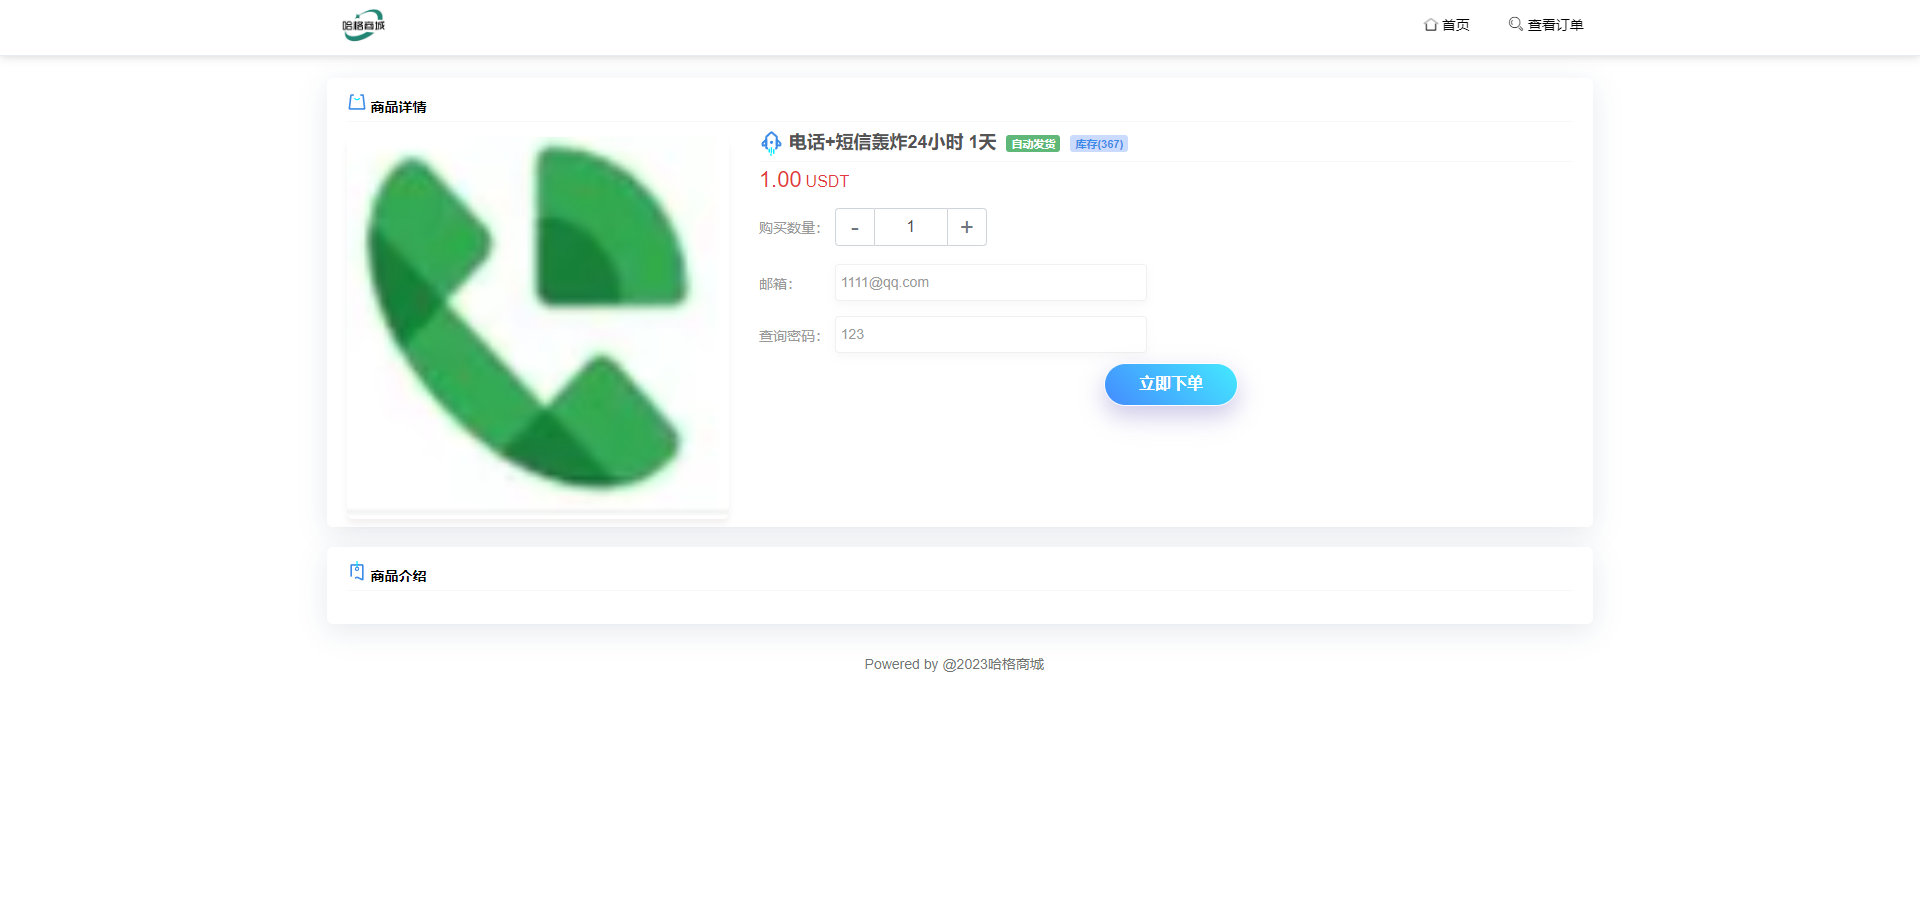 哈格商城
首页
查看订单
商品详情
电话+短信轰炸24小时 1天 自动发货 库存(367)
1.00 USDT
购买数量： - 1 +
邮箱： 1111@qq.com
查询密码： 123
立即下单
商品介绍
Powered by @2023哈格商城